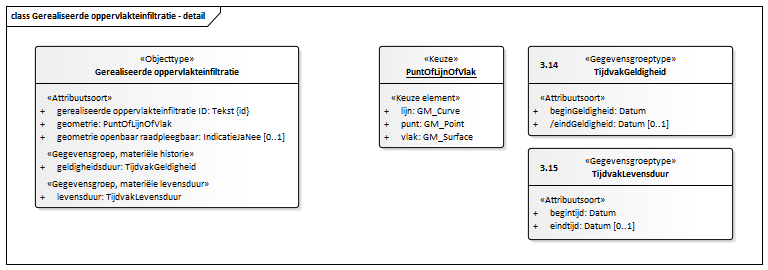 class Gerealiseerde oppervlakteinfiltratie - detail
«Objecttype»
Gerealiseerde oppervlakteinfiltratie
«Attribuutsoort»
+ gerealiseerde oppervlakteinfiltratie ID: Tekst {id}
+ geometrie: PuntOfLijnOfVlak
+ geometrie openbaar raadpleegbaar: IndicatieJaNee [0..1]
«Gegevensgroep, materiële historie»
+ geldigheidsduur: TijdvakGeldigheid
«Gegevensgroep, materiële levensduur»
+ levensduur: TijdvakLevensduur
«Keuze»
PuntOfLijnOfVlak
«Keuze element»
+ lijn: GM_Curve
+ punt: GM_Point
+ vlak: GM_Surface
3.14 «Gegevensgroeptype»
TijdvakGeldigheid
«Attribuutsoort»
+ beginGeldigheid: Datum
+ /eindGeldigheid: Datum [0..1]
3.15 «Gegevensgroeptype»
TijdvakLevensduur
«Attribuutsoort»
+ begintijd: Datum
+ eindtijd: Datum [0..1]